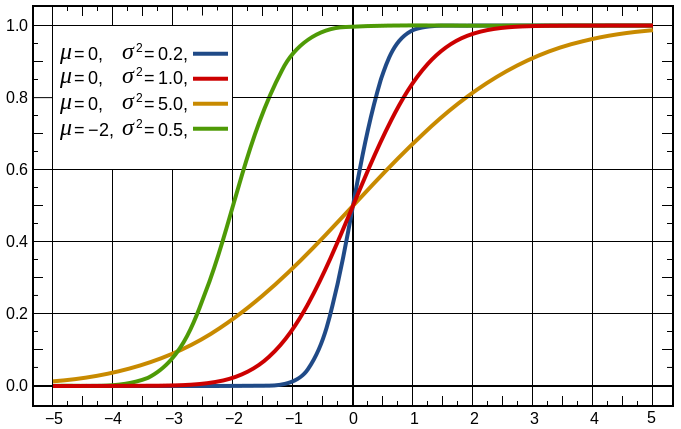 1.0
μ = 0, σ² = 0.2,
μ = 0, σ² = 1.0,
μ = 0, σ² = 5.0,
μ = −2, σ² = 0.5,
0.8
0.6
0.4
0.2
0.0
−5 −4 −3 −2 −1 0 1 2 3 4 5